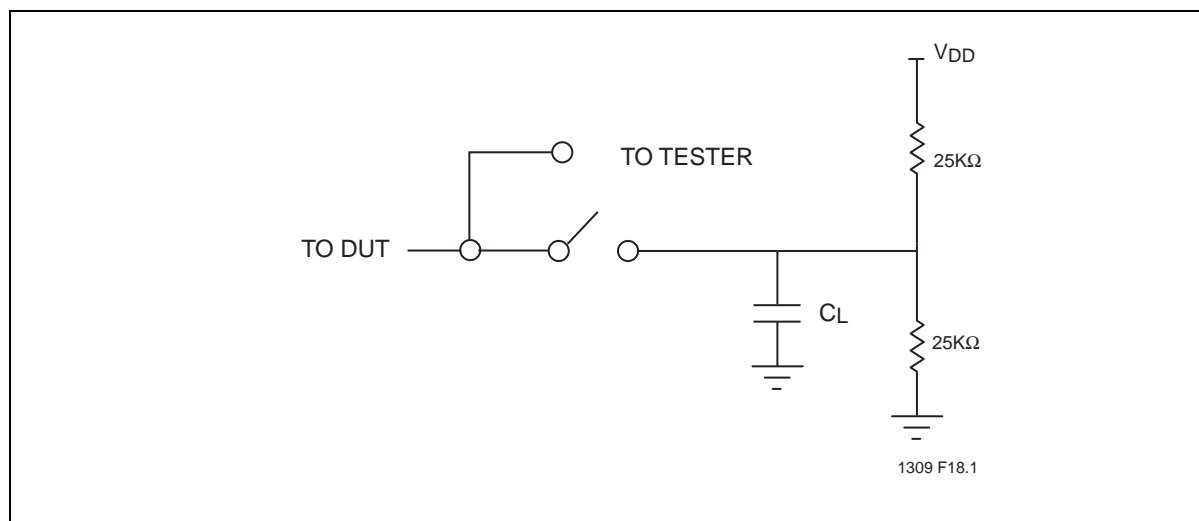 VDD
25KΩ
TO TESTER
TO DUT
CL
25KΩ
1309 F18.1